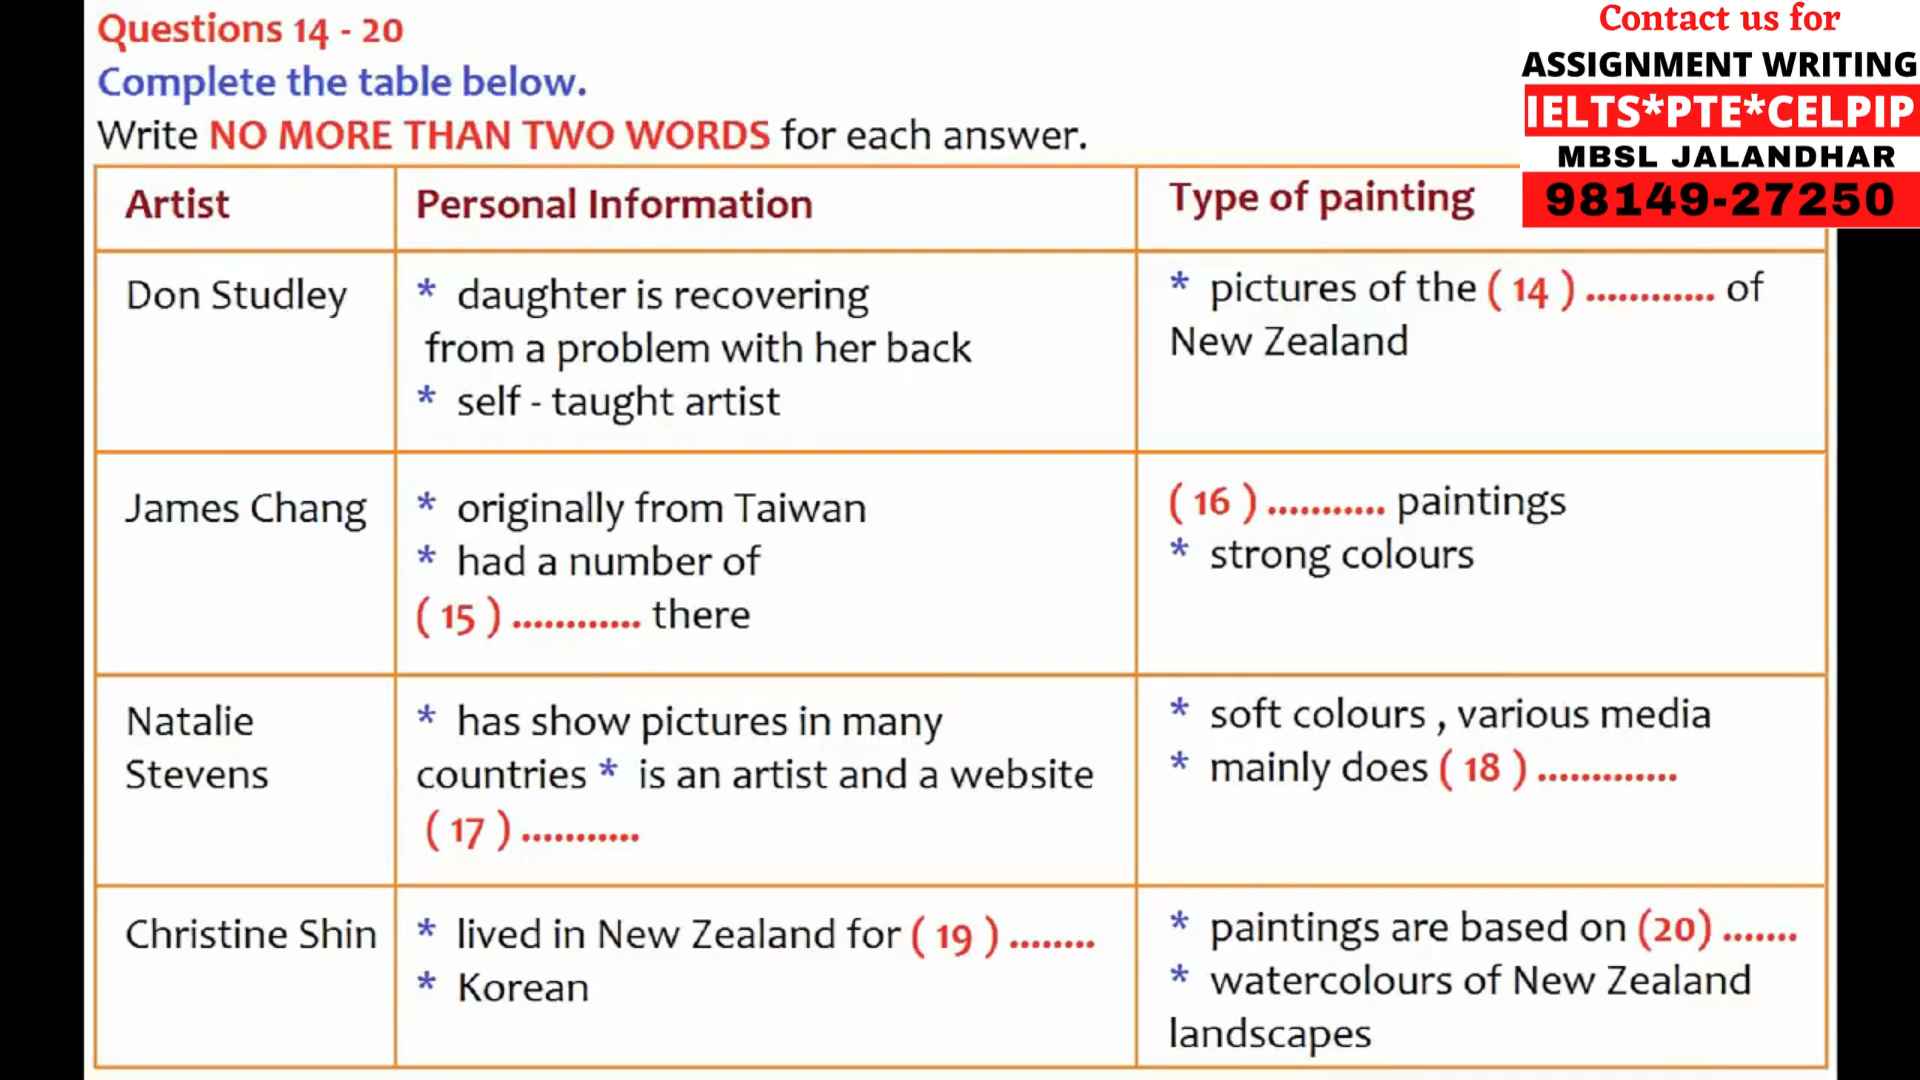 Questions 14 - 20
Complete the table below.
Write NO MORE THAN TWO WORDS for each answer.
Contact us for
ASSIGNMENT WRITING
IELTS*PTE*CELPIP
MBSL JALANDHAR
98149-27250
Artist
Personal Information
Type of painting
Don Studley
* daughter is recovering
from a problem with her back
* self - taught artist
* pictures of the ( 14 ) ............ of
New Zealand
James Chang
* originally from Taiwan
* had a number of
( 15 ) ............ there
( 16 ) ........... paintings
* strong colours
Natalie
Stevens
* has show pictures in many
countries * is an artist and a website
( 17 ) ...........
* soft colours , various media
* mainly does ( 18 ) .............
Christine Shin
* lived in New Zealand for ( 19 ) ........
* Korean
* paintings are based on (20) .......
* watercolours of New Zealand
landscapes